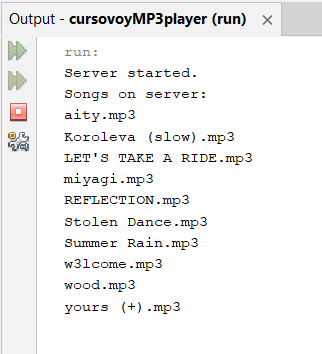 Output - cursovoyMP3player (run)
run:
Server started.
Songs on server:
aity.mp3
Koroleva (slow).mp3
LET'S TAKE A RIDE.mp3
miyagi.mp3
REFLECTION.mp3
Stolen Dance.mp3
Summer Rain.mp3
w3lcome.mp3
wood.mp3
yours (+).mp3